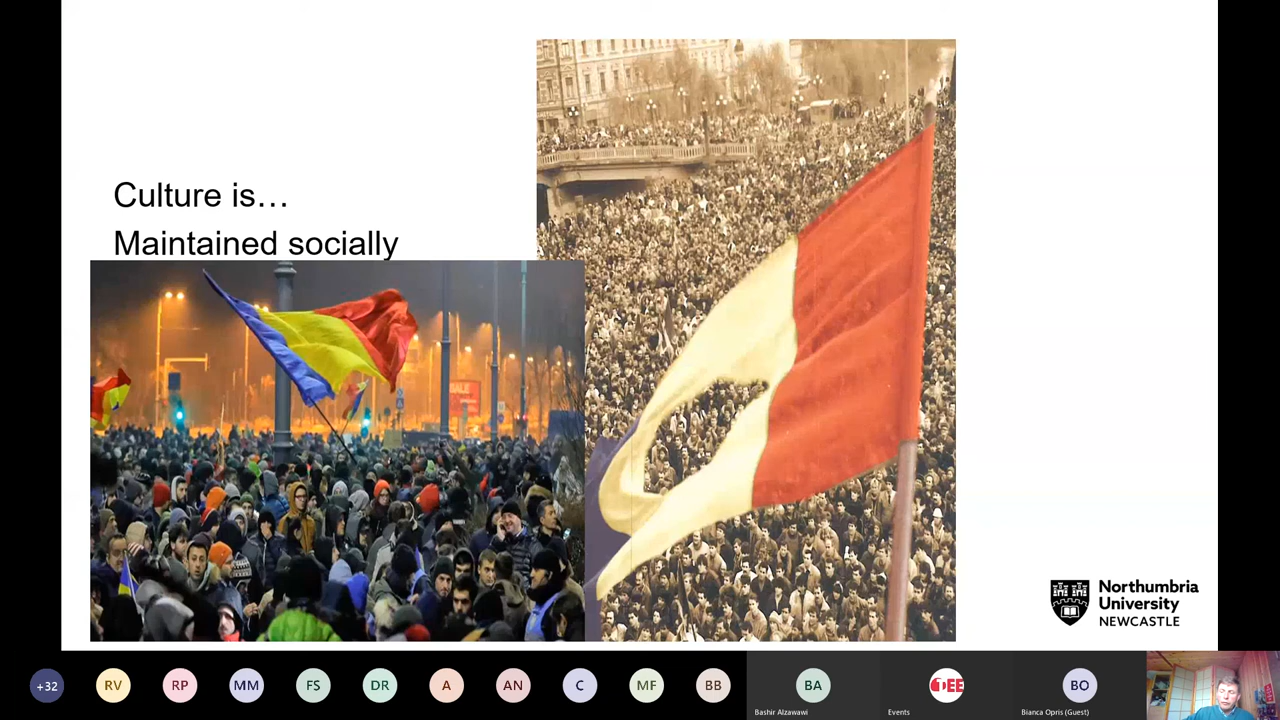 Culture is…
Maintained socially
Northumbria
University
NEWCASTLE
+32
RV
RP
MM
FS
DR
A
AN
C
MF
BB
BA
DEE
BO
Bashir Alzawawi
Events
Bianca Opris (Guest)